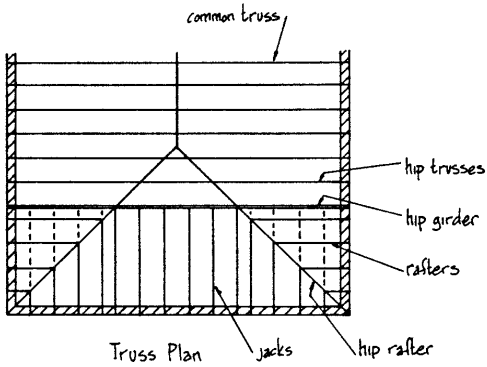 common truss
hip trusses
hip girder
rafters
hip rafter
jacks
Truss Plan